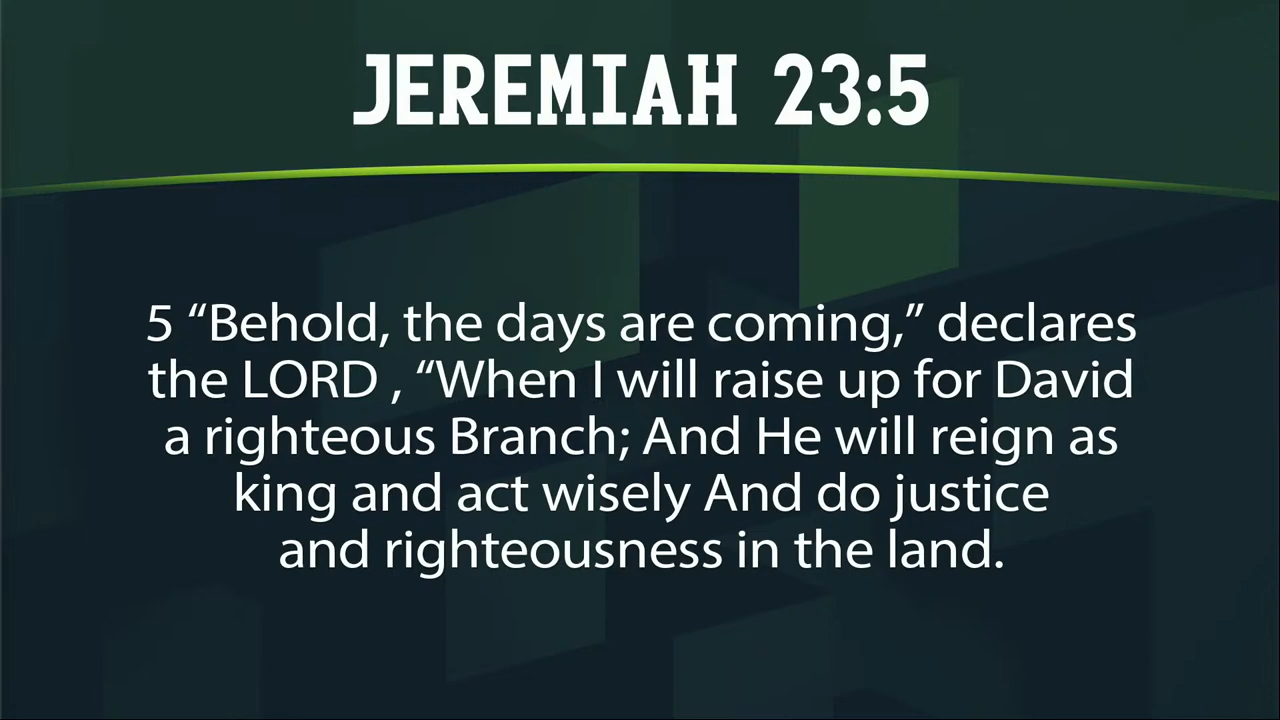 JEREMIAH 23:5
5 “Behold, the days are coming,” declares
the LORD , “When I will raise up for David
a righteous Branch; And He will reign as
king and act wisely And do justice
and righteousness in the land.